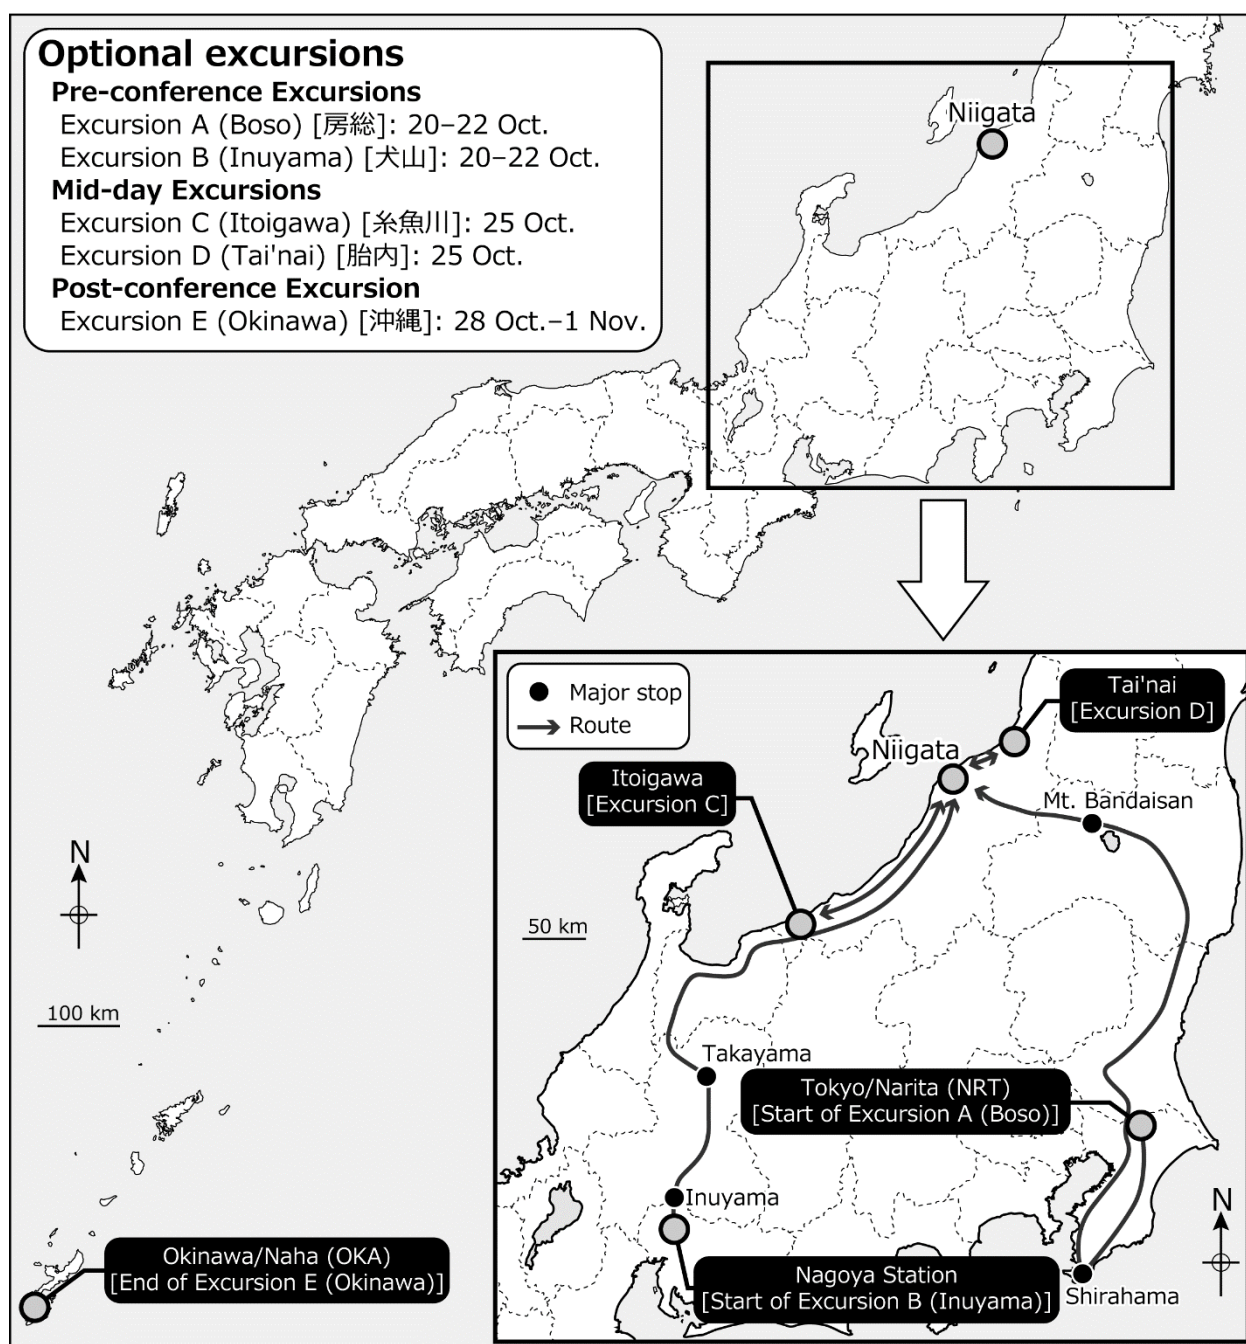 Optional excursions
Pre-conference Excursions
Excursion A (Boso) [房総]: 20–22 Oct.
Excursion B (Inuyama) [犬山]: 20–22 Oct.
Mid-day Excursions
Excursion C (Itoigawa) [糸魚川]: 25 Oct.
Excursion D (Tai'nai) [胎内]: 25 Oct.
Post-conference Excursion
Excursion E (Okinawa) [沖縄]: 28 Oct.–1 Nov.
Niigata
Major stop
Route
Tai'nai
[Excursion D]
Niigata
Itoigawa
[Excursion C]
Mt. Bandaisan
N
50 km
100 km
Takayama
Tokyo/Narita (NRT)
[Start of Excursion A (Boso)]
Inuyama
N
Okinawa/Naha (OKA)
[End of Excursion E (Okinawa)]
Nagoya Station
[Start of Excursion B (Inuyama)]
Shirahama